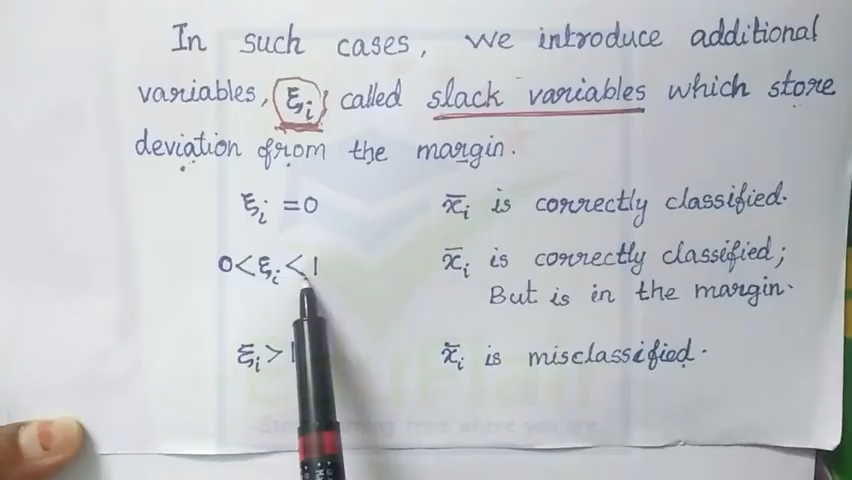 In such cases, we introduce additional
variables, ξi, called slack variables which store
deviation from the margin.
ξi = 0 x̄i is correctly classified.
0 < ξi < 1 x̄i is correctly classified;
But is in the margin.
ξi > 1 x̄i is misclassified.